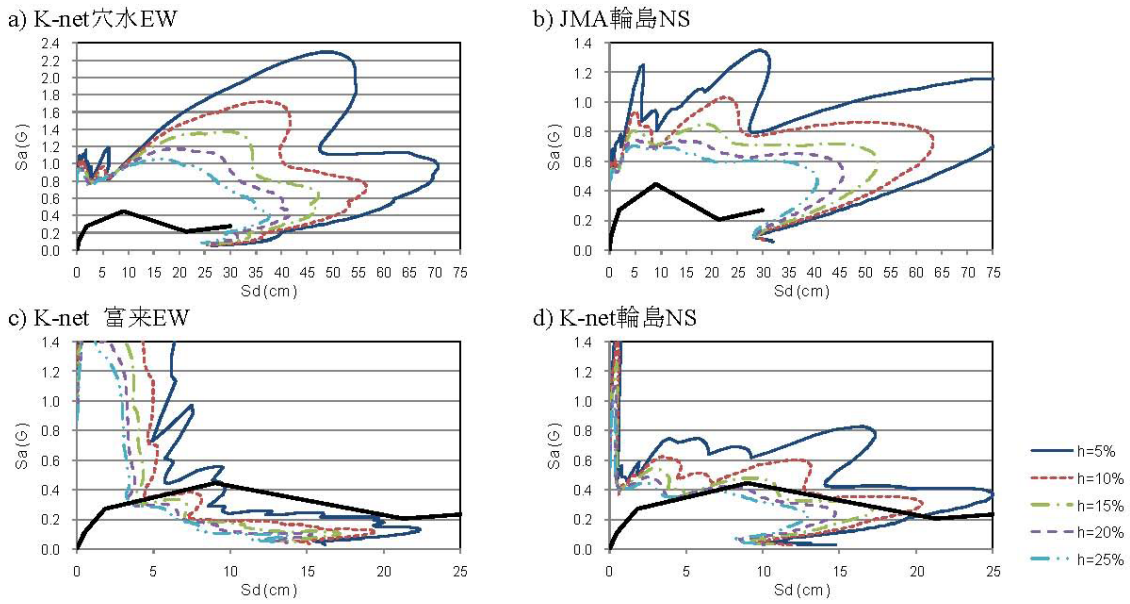 a) K-net穴水EW
Sa(G)
2.4
2.2
2.0
1.8
1.6
1.4
1.2
1.0
0.8
0.6
0.4
0.2
0.0
0 5 10 15 20 25 30 35 40 45 50 55 60 65 70 75
Sd(cm)
b) JMA輪島NS
Sa(G)
1.4
1.2
1.0
0.8
0.6
0.4
0.2
0.0
0 5 10 15 20 25 30 35 40 45 50 55 60 65 70 75
Sd(cm)
c) K-net 富来EW
Sa(G)
1.4
1.2
1.0
0.8
0.6
0.4
0.2
0.0
0 5 10 15 20 25
Sd(cm)
d) K-net輪島NS
Sa(G)
1.4
1.2
1.0
0.8
0.6
0.4
0.2
0.0
0 5 10 15 20 25
Sd(cm)
h=5%
h=10%
h=15%
h=20%
h=25%